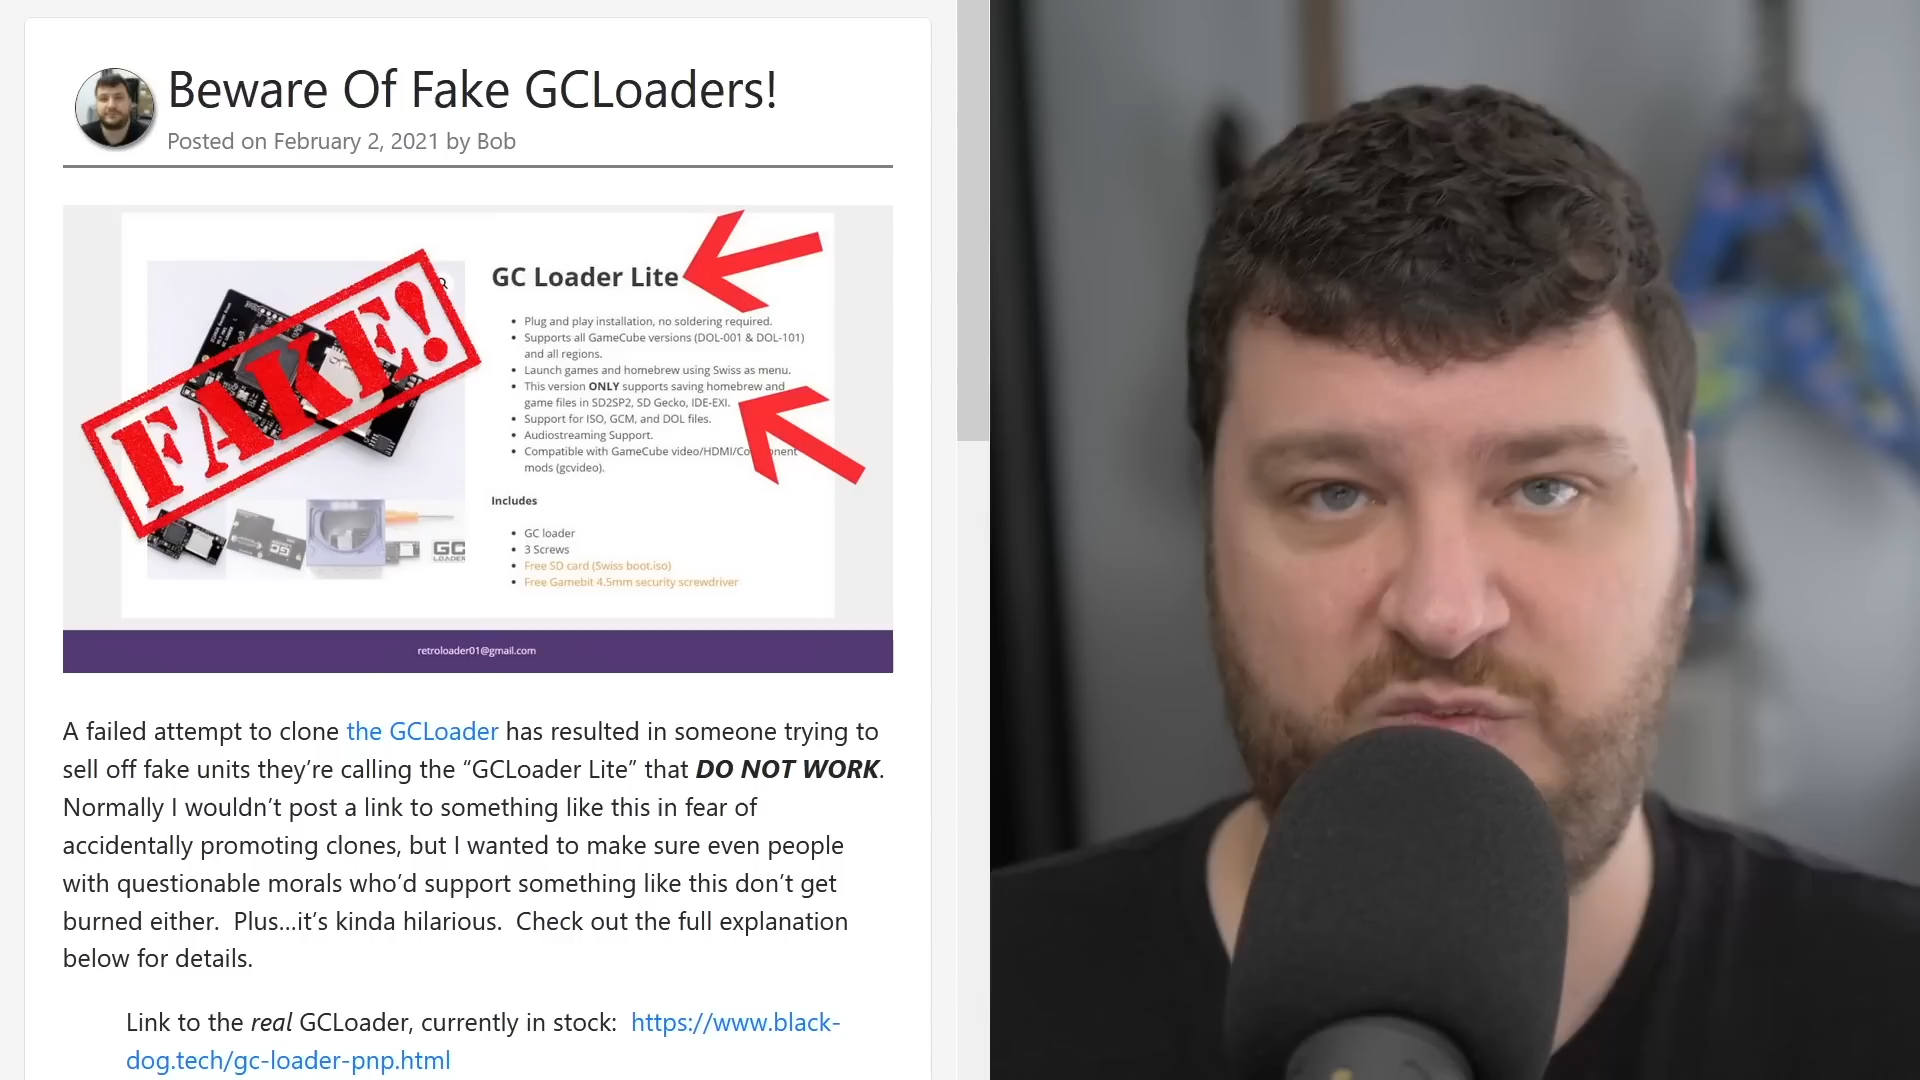 Beware Of Fake GCLoaders!
Posted on February 2, 2021 by Bob
GC Loader Lite
• Plug and play installation, no soldering required.
• Supports all GameCube versions (DOL-001 & DOL-101)
and all regions.
• Launch games and homebrew using Swiss as menu.
• This version ONLY supports saving homebrew and
game files in SD2SP2, SD Gecko, IDE-EXI.
• Support for ISO, GCM, and DOL files.
• Audiostreaming Support.
• Compatible with GameCube video/HDMI/Co nent
mods (gcvideo).
FAKE!
Includes
• GC loader
• 3 Screws
• Free SD card (Swiss boot.iso)
• Free Gamebit 4.5mm security screwdriver
GC
LOADER
retroloader01@gmail.com
A failed attempt to clone the GCLoader has resulted in someone trying to
sell off fake units they’re calling the “GCLoader Lite” that DO NOT WORK.
Normally I wouldn’t post a link to something like this in fear of
accidentally promoting clones, but I wanted to make sure even people
with questionable morals who’d support something like this don’t get
burned either.  Plus…it’s kinda hilarious.  Check out the full explanation
below for details.
Link to the real GCLoader, currently in stock:  https://www.black-
dog.tech/gc-loader-pnp.html